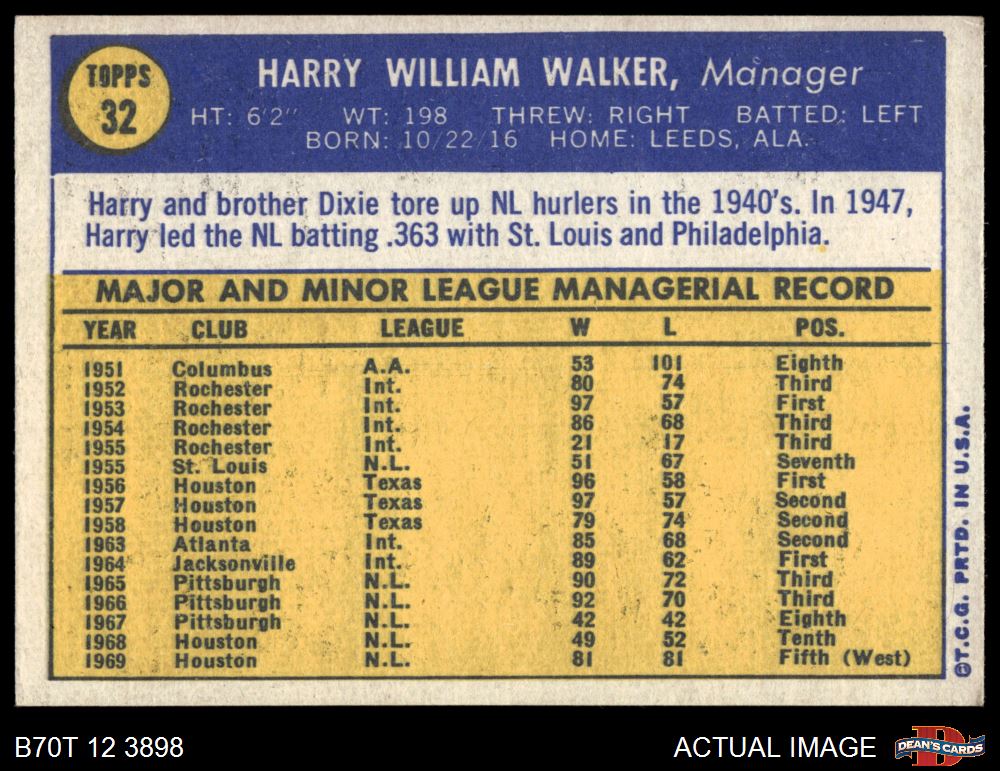 TOPPS
32
HARRY WILLIAM WALKER, Manager
HT: 6'2" WT: 198 THREW: RIGHT BATTED: LEFT
BORN: 10/22/16 HOME: LEEDS, ALA.
Harry and brother Dixie tore up NL hurlers in the 1940's. In 1947,
Harry led the NL batting .363 with St. Louis and Philadelphia.
MAJOR AND MINOR LEAGUE MANAGERIAL RECORD
YEAR CLUB LEAGUE W L POS.
1951 Columbus A.A. 53 101 Eighth
1952 Rochester Int. 80 74 Third
1953 Rochester Int. 97 57 First
1954 Rochester Int. 86 68 Third
1955 Rochester Int. 21 17 Third
1955 St. Louis N.L. 51 67 Seventh
1956 Houston Texas 96 58 First
1957 Houston Texas 97 57 Second
1958 Houston Texas 79 74 Second
1963 Atlanta Int. 85 68 Second
1964 Jacksonville Int. 89 62 First
1965 Pittsburgh N.L. 90 72 Third
1966 Pittsburgh N.L. 92 70 Third
1967 Pittsburgh N.L. 42 42 Eighth
1968 Houston N.L. 49 52 Tenth
1969 Houston N.L. 81 81 Fifth (West)
©T.C.G. PRTD. IN U.S.A.
B70T 12 3898
ACTUAL IMAGE
DEAN'S CARDS